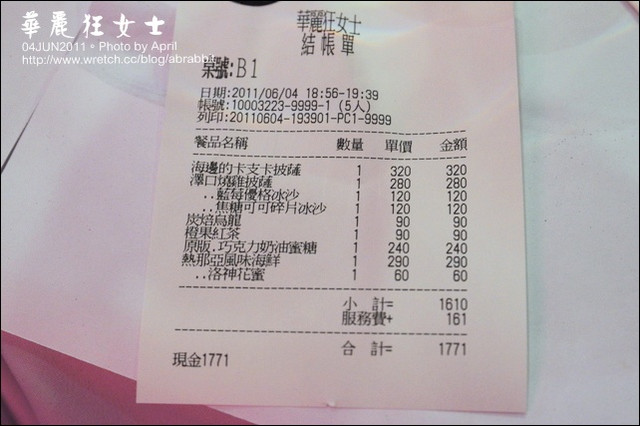 華麗狂女士
04JUN2011。Photo by April
http://www.wretch.cc/blog/abrabbit
華麗狂女士
結帳單
桌號:B1
日期:2011/06/04 18:56-19:39
帳號:10003223-9999-1 (5人)
列印:20110604-193901-PC1-9999
餐品名稱 數量 單價 金額
海邊的卡支卡披薩 1 320 320
澤口燒雞披薩 1 280 280
..藍莓優格冰沙 1 120 120
..焦糖可可碎片冰沙 1 120 120
炭焙烏龍 1 90 90
橙果紅茶 1 90 90
原版.巧克力奶油蜜糖 1 240 240
熱那亞風味海鮮 1 290 290
..洛神花蜜 1 60 60
小 計= 1610
服務費+ 161
合 計= 1771
現金1771